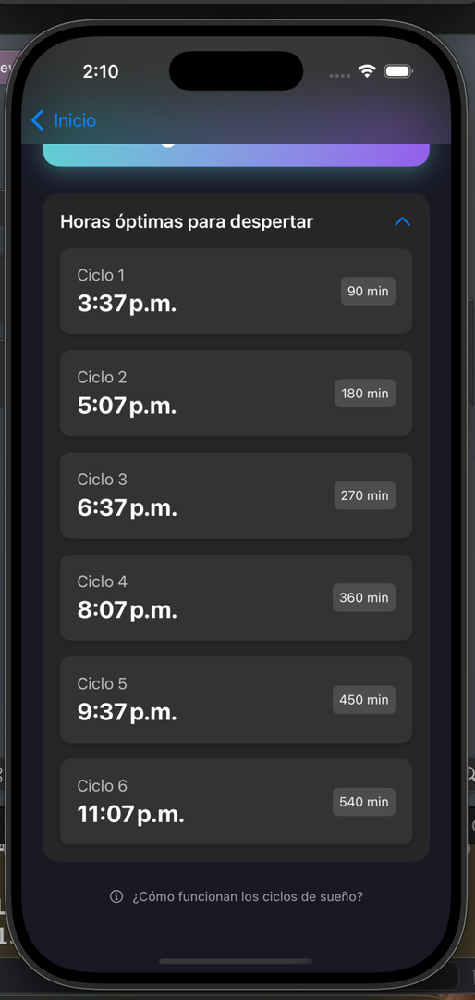 2:10
Inicio
Horas óptimas para despertar
Ciclo 1
3:37 p.m.
90 min
Ciclo 2
5:07 p.m.
180 min
Ciclo 3
6:37 p.m.
270 min
Ciclo 4
8:07 p.m.
360 min
Ciclo 5
9:37 p.m.
450 min
Ciclo 6
11:07 p.m.
540 min
¿Cómo funcionan los ciclos de sueño?